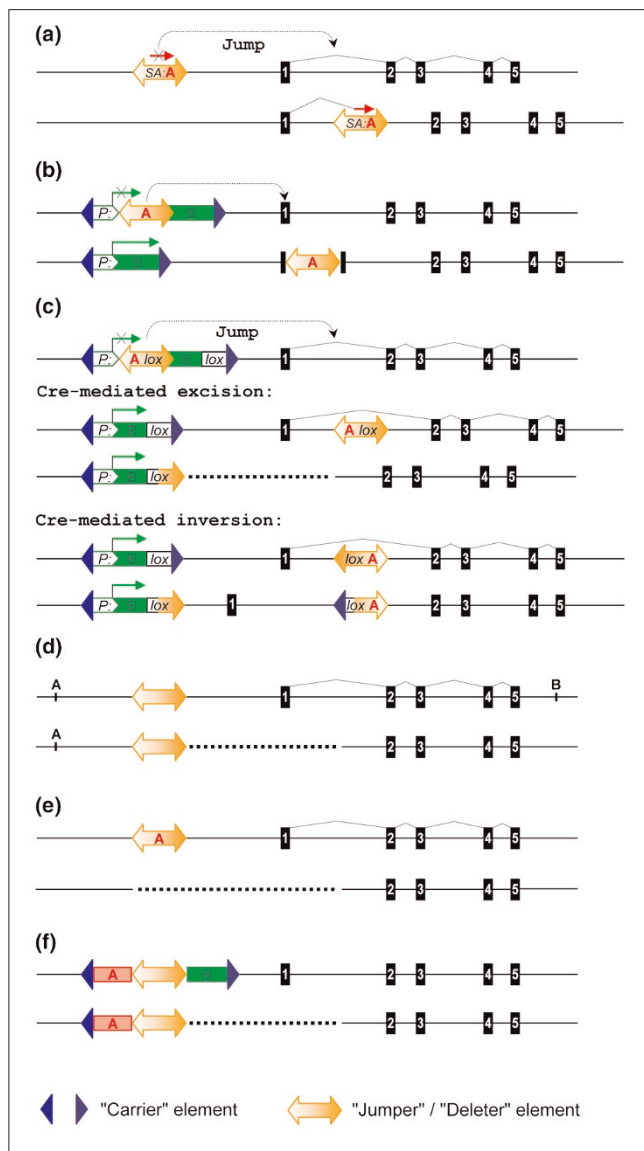 (a)
Jump
SA:A 1 2 3 4 5
1 SA:A 2 3 4 5
(b)
P: A B 1 2 3 4 5
P: B A 2 3 4 5
(c)
Jump
P: A lox B lox 1 2 3 4 5
Cre-mediated excision:
P: B lox 1 A lox 2 3 4 5
P: B lox 2 3 4 5
Cre-mediated inversion:
P: B lox 1 lox A 2 3 4 5
P: B lox 1 lox A 2 3 4 5
(d)
A B
1 2 3 4 5
A
2 3 4 5
(e)
A 1 2 3 4 5
2 3 4 5
(f)
A B 1 2 3 4 5
A 2 3 4 5
"Carrier" element "Jumper" / "Deleter" element